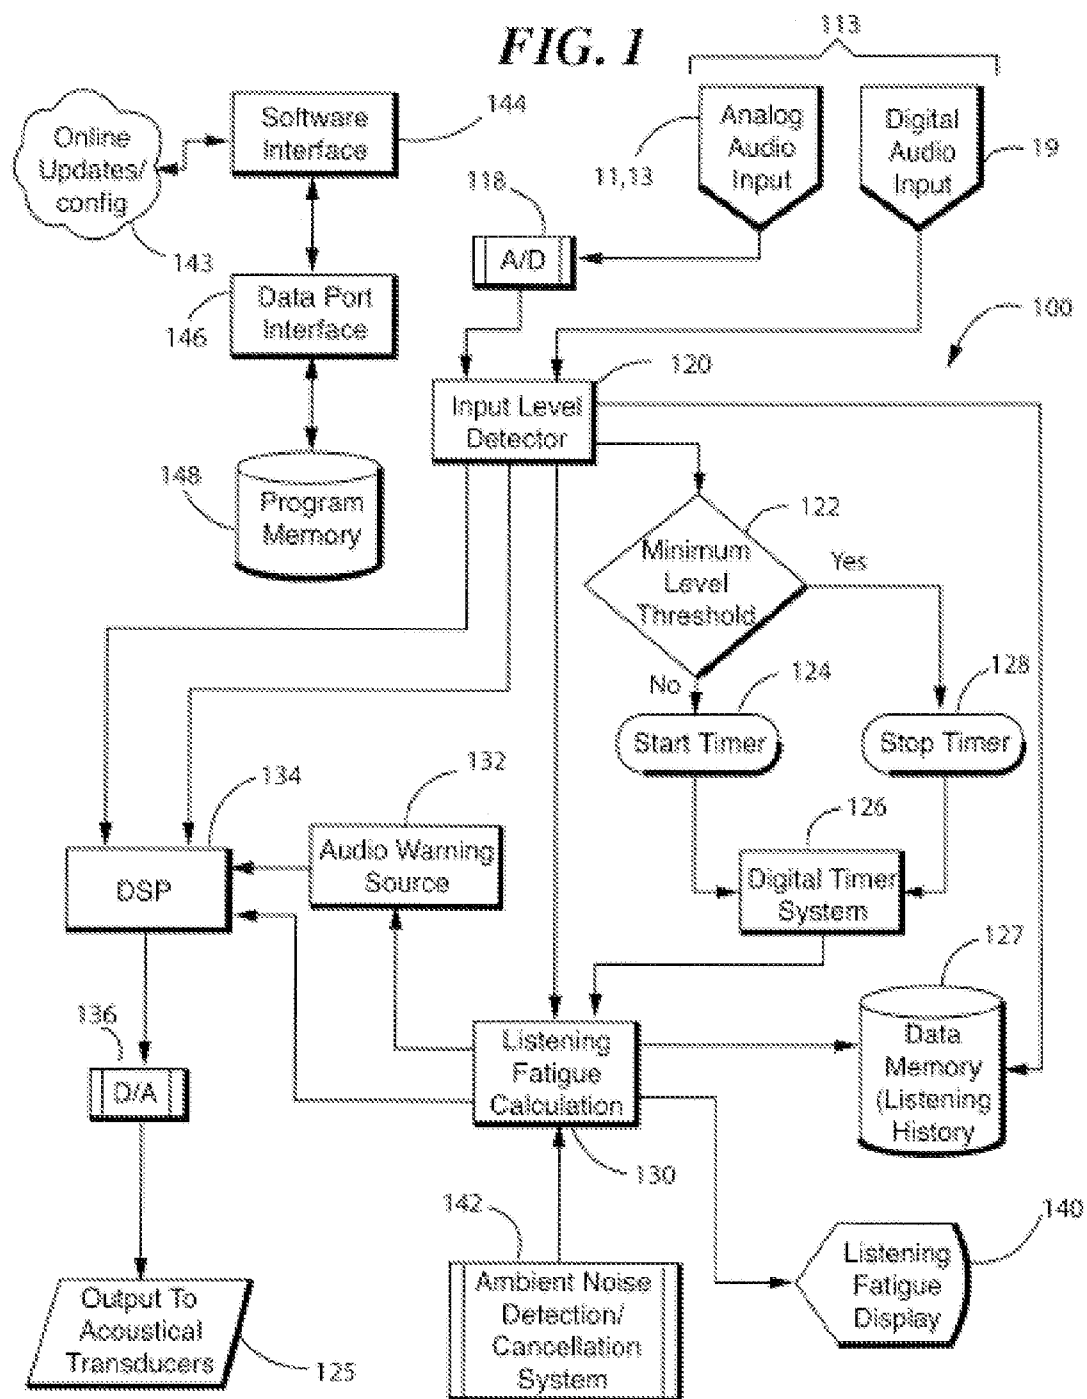 FIG. 1
113
Online
Updates/
config
143
Software
Interface
144
Analog
Audio
Input
11,13
Digital
Audio
Input
19
118
A/D
Data Port
Interface
146
100
120
Input Level
Detector
148
Program
Memory
122
Minimum
Level
Threshold
Yes
No
124
Start Timer
128
Stop Timer
134
DSP
132
Audio Warning
Source
126
Digital Timer
System
127
Data
Memory
(Listening
History
136
D/A
Listening
Fatigue
Calculation
130
142
Ambient Noise
Detection/
Cancellation
System
140
Listening
Fatigue
Display
Output To
Acoustical
Transducers
125